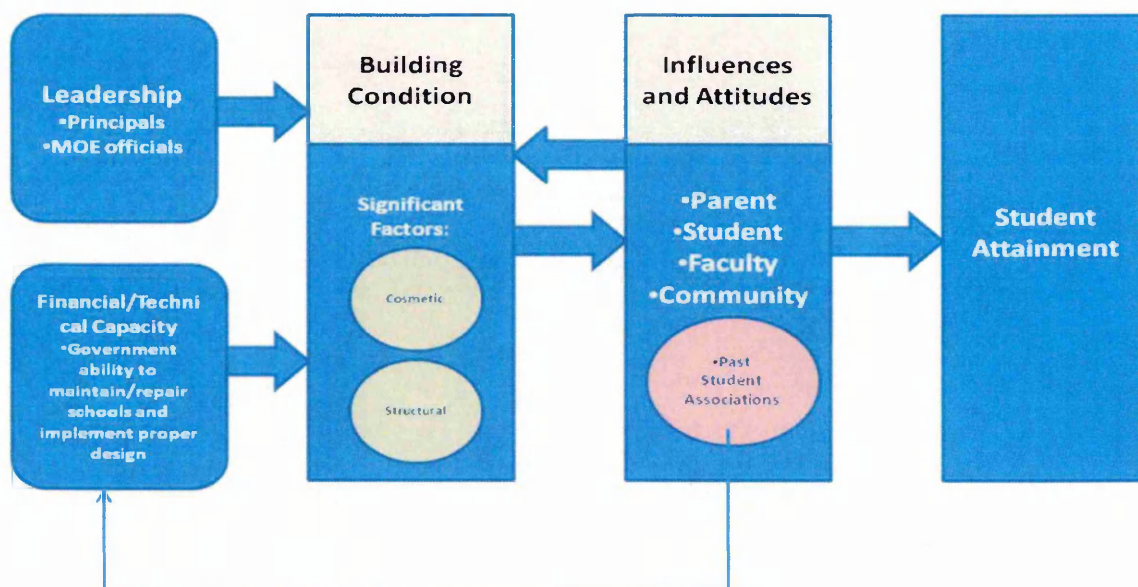 Leadership
•Principals
•MOE officials
Financial/Techni
cal Capacity
•Government
ability to
maintain/repair
schools and
implement proper
design
Building
Condition
Significant
Factors:
Cosmetic
Structural
Influences
and Attitudes
•Parent
•Student
•Faculty
•Community
•Past
Student
Associations
Student
Attainment